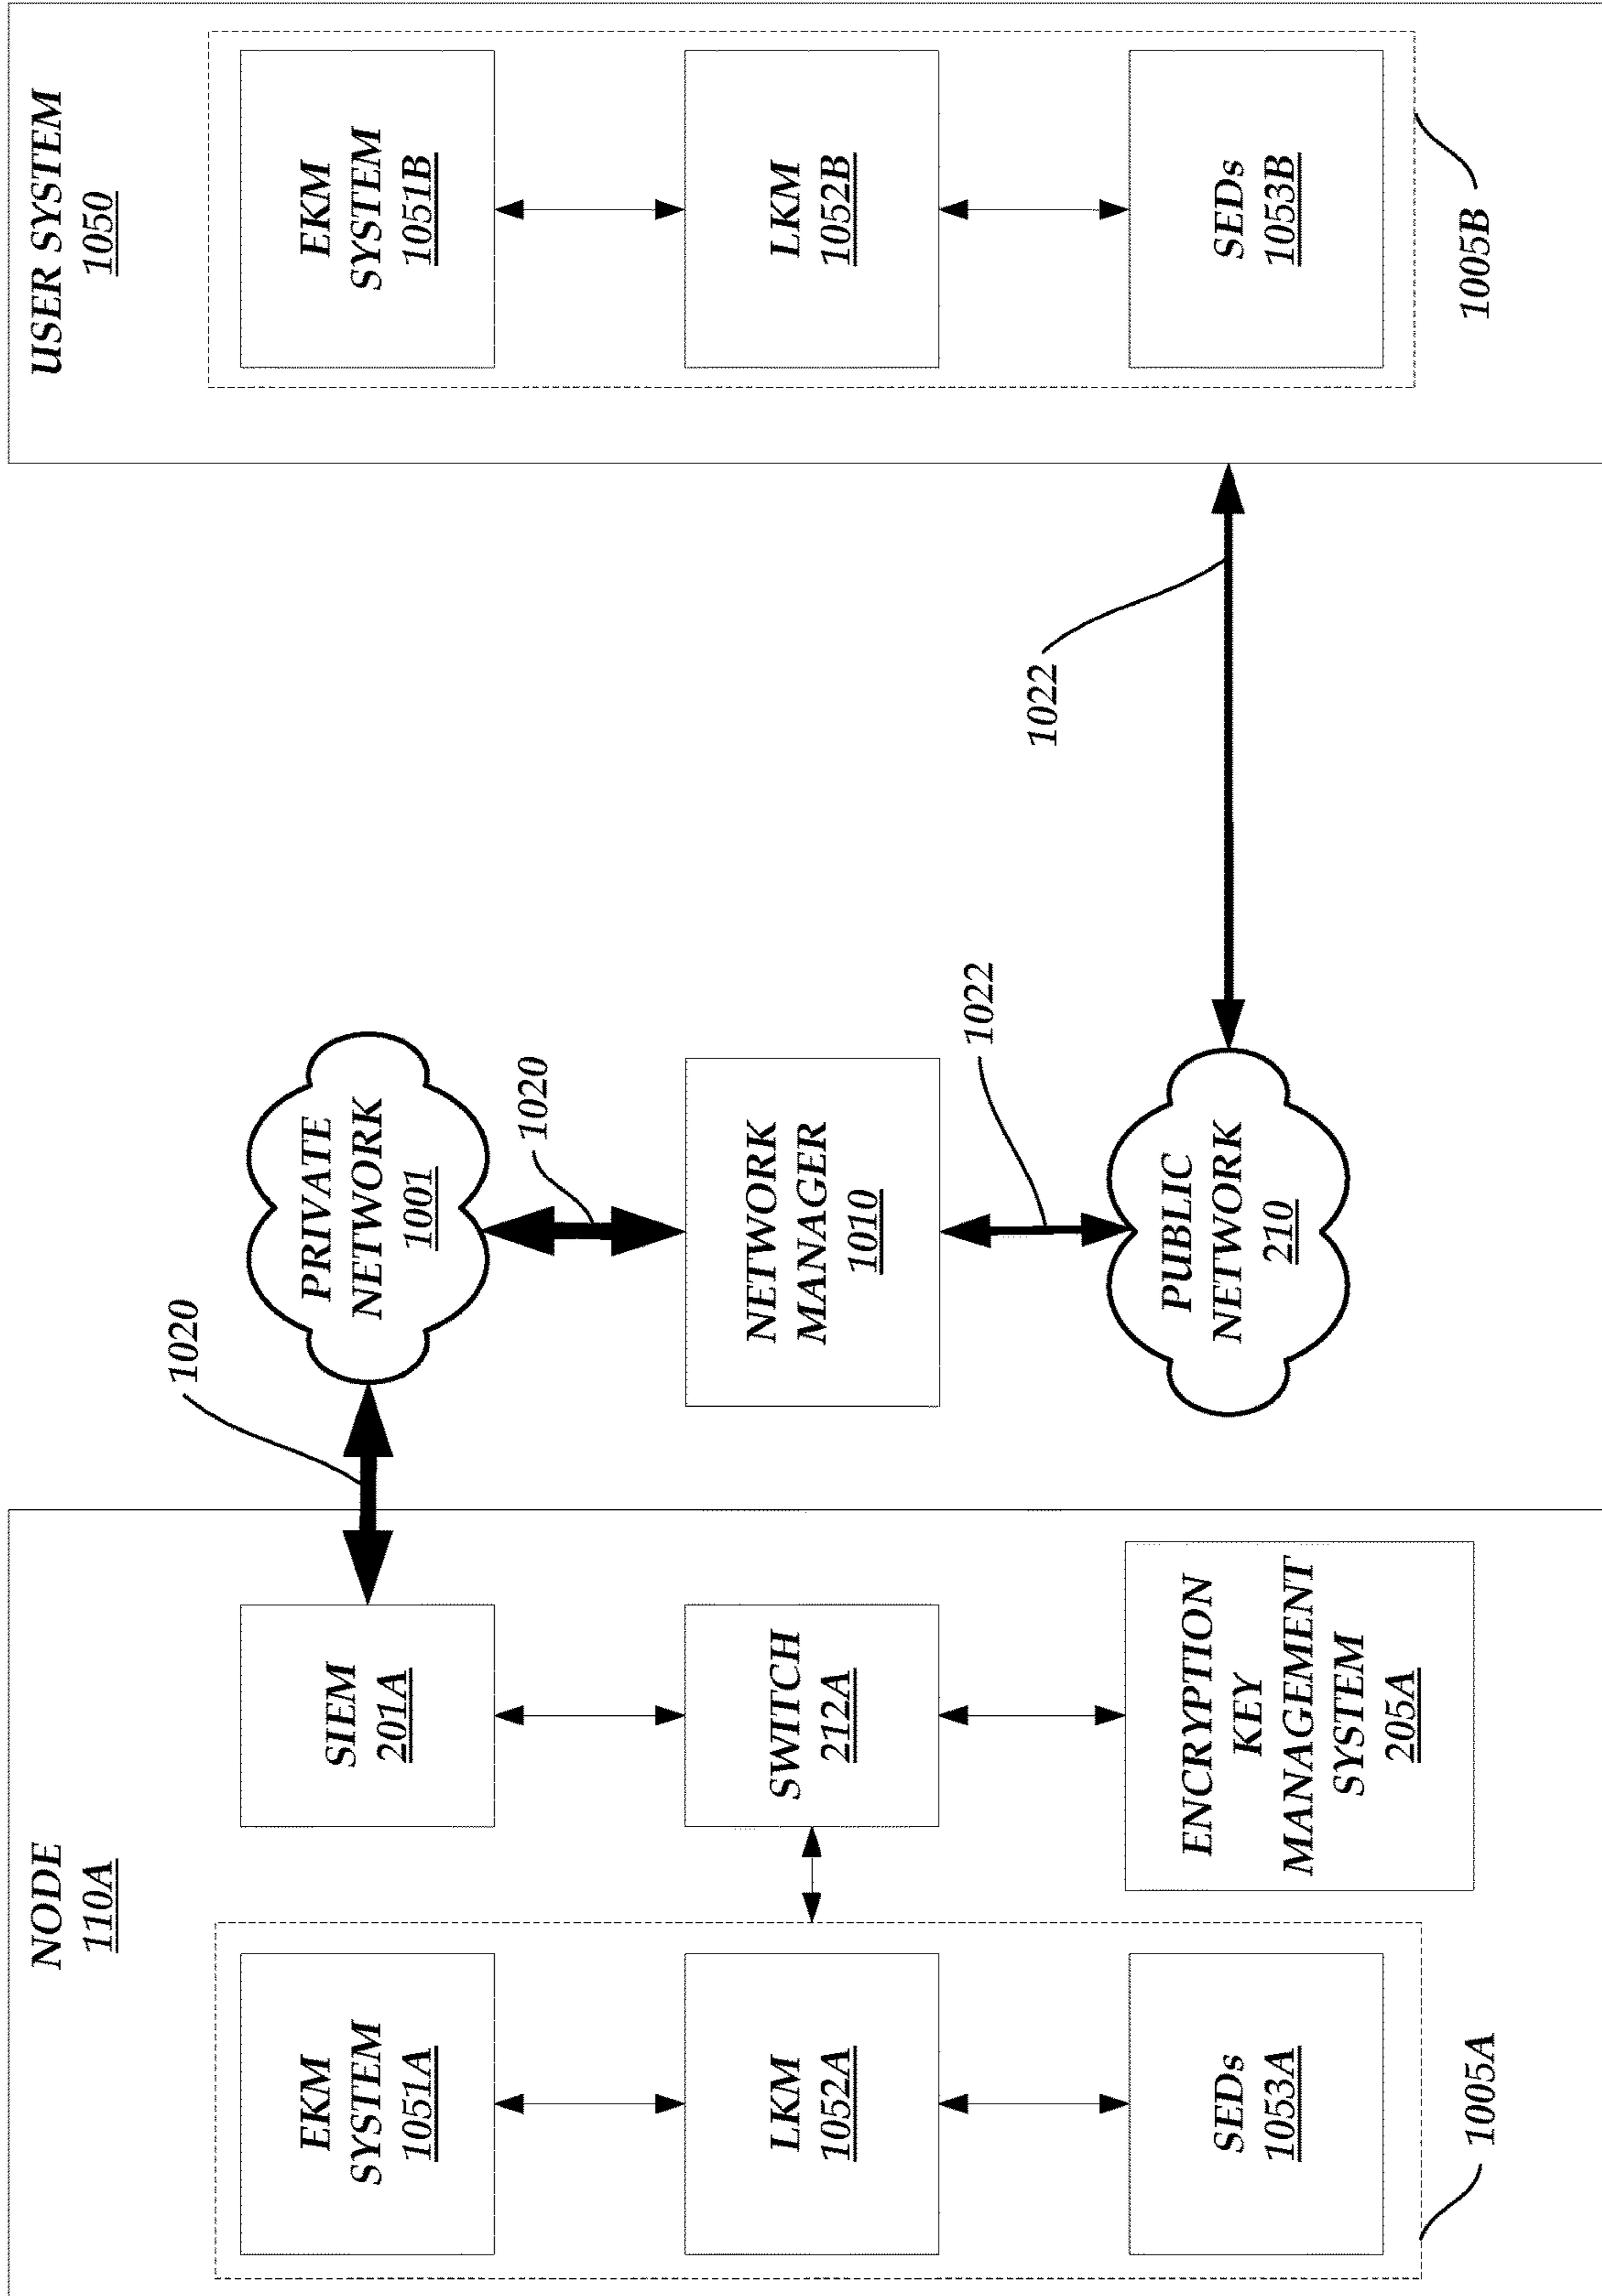 NODE
110A
EKM
SYSTEM
1051A
LKM
1052A
SEDs
1053A
1005A
SIEM
201A
SWITCH
212A
ENCRYPTION
KEY
MANAGEMENT
SYSTEM
205A
1020
PRIVATE
NETWORK
1001
1020
NETWORK
MANAGER
1010
1022
PUBLIC
NETWORK
210
1022
USER SYSTEM
1050
EKM
SYSTEM
1051B
LKM
1052B
SEDs
1053B
1005B